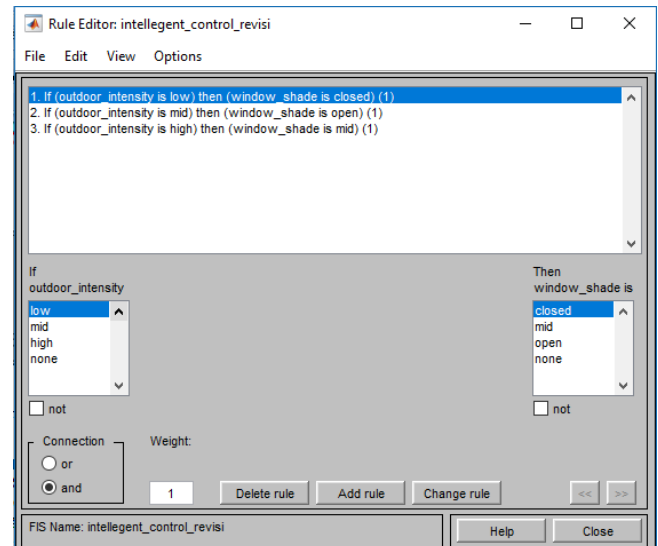 Rule Editor: intellegent_control_revisi
File Edit View Options
1. If (outdoor_intensity is low) then (window_shade is closed) (1)
2. If (outdoor_intensity is mid) then (window_shade is open) (1)
3. If (outdoor_intensity is high) then (window_shade is mid) (1)
If
outdoor_intensity
low
mid
high
none
not
Then
window_shade is
closed
mid
open
none
not
Connection
or
and
Weight:
1
Delete rule
Add rule
Change rule
<<
>>
FIS Name: intellegent_control_revisi
Help
Close